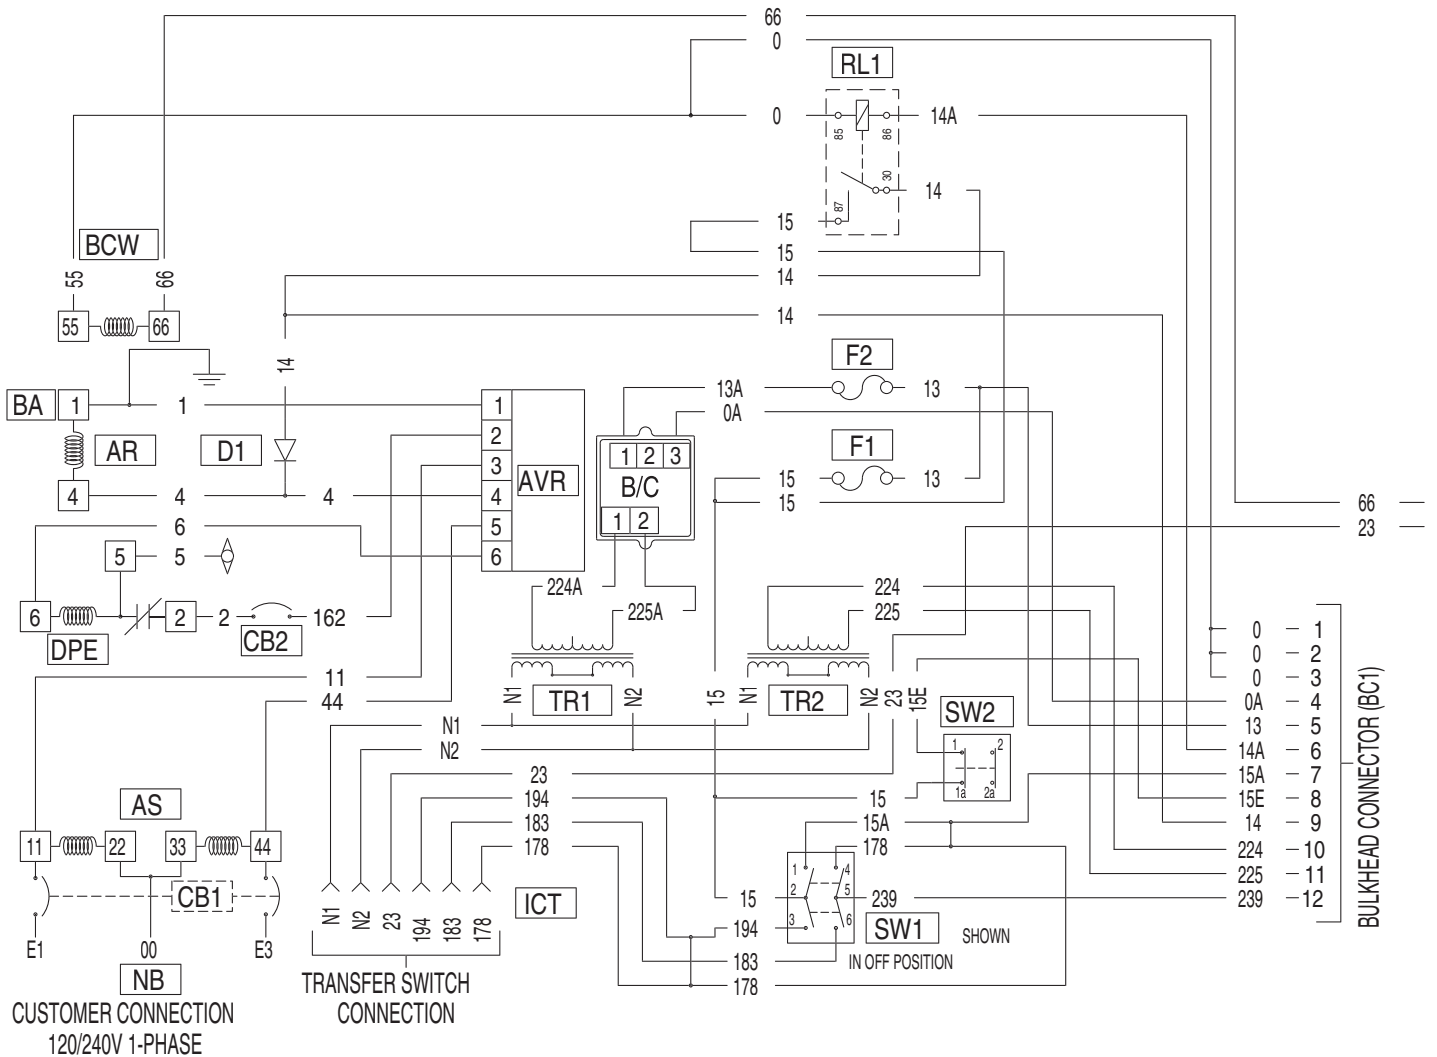 66
0
RL1
0
85
86
14A
30
14
87
15
BCW
15
14
55
66
55
66
14
14
F2
13A
13
BA
1
1
1
0A
AR
D1
2
3
AVR
1
2
3
B/C
F1
15
13
4
4
4
4
15
66
6
5
1
2
23
5
5
6
224A
224
225A
225
6
2
2
162
CB2
DPE
0
1
0
2
11
N1
TR1
N2
15
N1
TR2
N2
23
15E
0
3
44
SW2
0A
4
N1
13
5
N2
1
2
14A
6
23
15A
7
AS
194
15
1a
2a
15E
8
183
15A
14
9
11
22
33
44
178
178
224
10
1
4
225
11
CB1
ICT
15
2
5
239
239
12
BULKHEAD CONNECTOR (BC1)
N1
N2
23
194
183
178
3
6
194
SW1
SHOWN
IN OFF POSITION
E1
00
E3
183
NB
TRANSFER SWITCH
CONNECTION
178
CUSTOMER CONNECTION
120/240V 1-PHASE